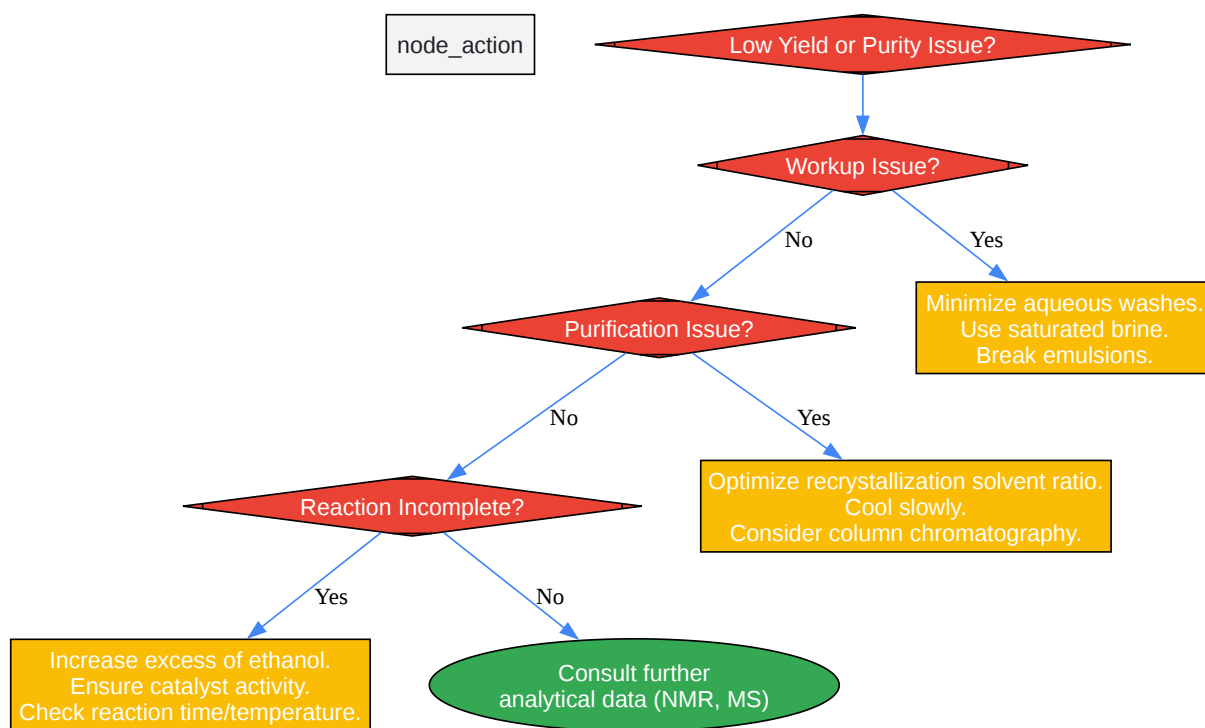 node_action
Low Yield or Purity Issue?
Workup Issue?
No
Yes
Minimize aqueous washes.
Use saturated brine.
Break emulsions.
Purification Issue?
No
Yes
Optimize recrystallization solvent ratio.
Cool slowly.
Consider column chromatography.
Reaction Incomplete?
Yes
No
Increase excess of ethanol.
Ensure catalyst activity.
Check reaction time/temperature.
Consult further
analytical data (NMR, MS)